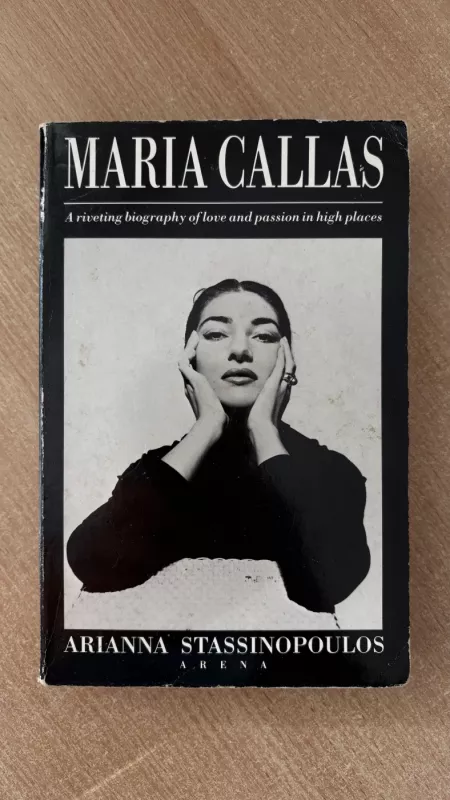 MARIA CALLAS
A riveting biography of love and passion in high places
ARIANNA STASSINOPOULOS
ARENA